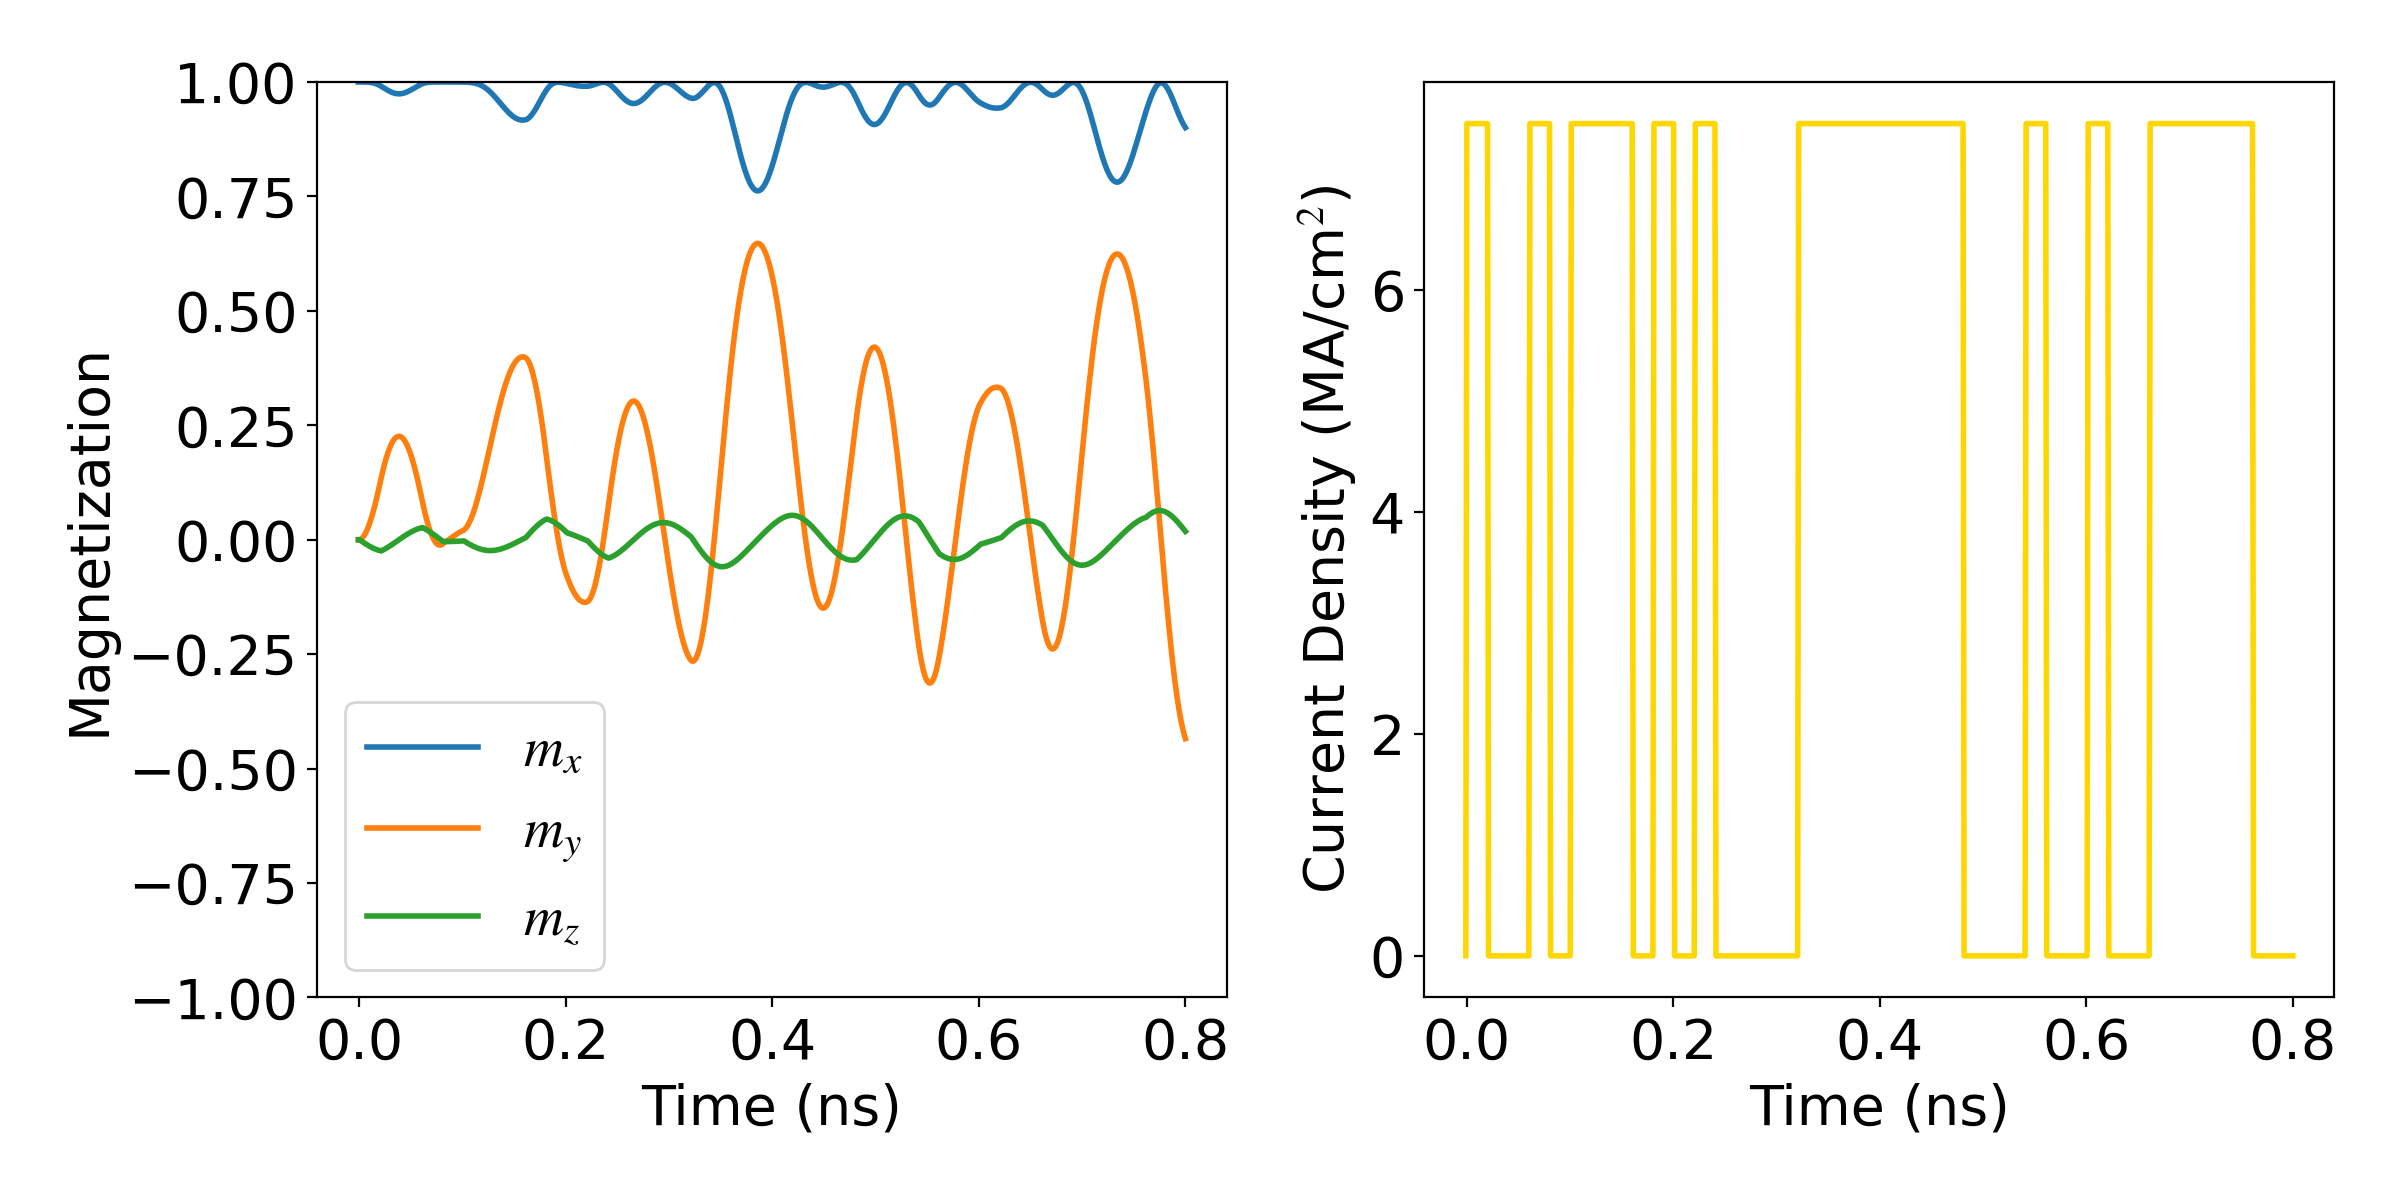 1.00
0.75
0.50
0.25
0.00
−0.25
−0.50
−0.75
−1.00
Magnetization
m_x
m_y
m_z
0.0 0.2 0.4 0.6 0.8
Time (ns)
6
4
2
0
Current Density (MA/cm²)
0.0 0.2 0.4 0.6 0.8
Time (ns)